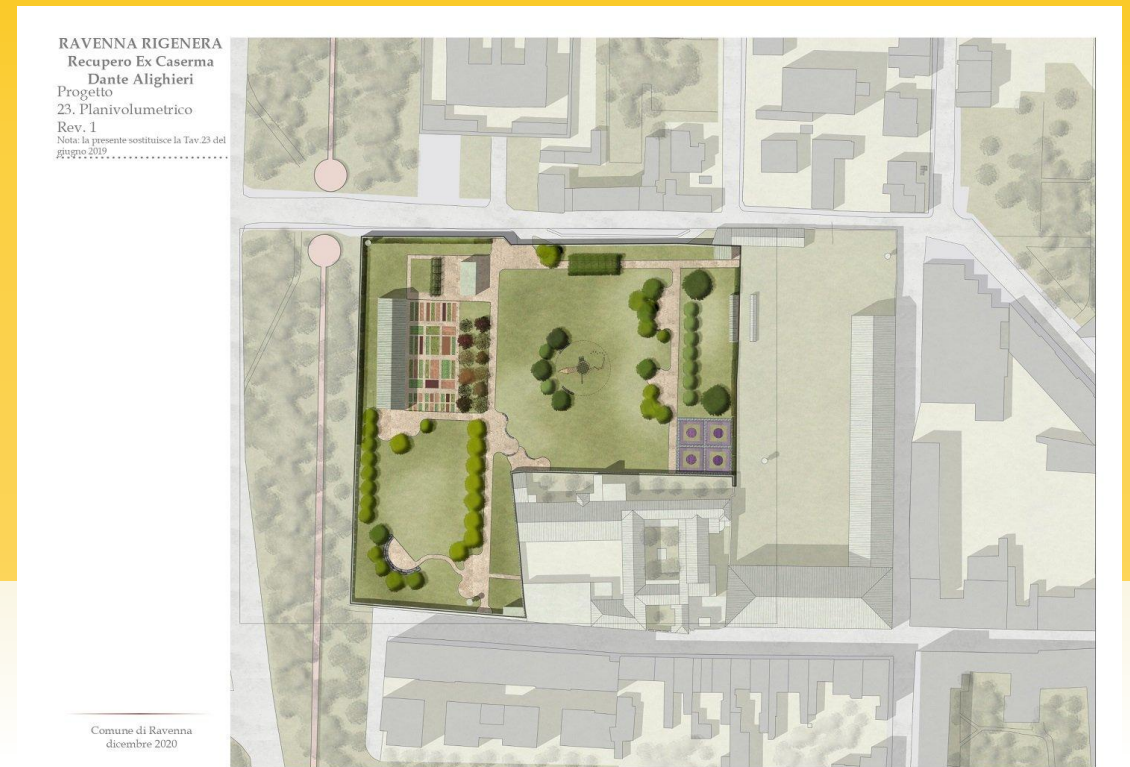 RAVENNA RIGENERA
Recupero Ex Caserma
Dante Alighieri
Progetto
23. Planivolumetrico
Rev. 1
Nota: la presente sostituisce la Tav.23 del
giugno 2019
Comune di Ravenna
dicembre 2020